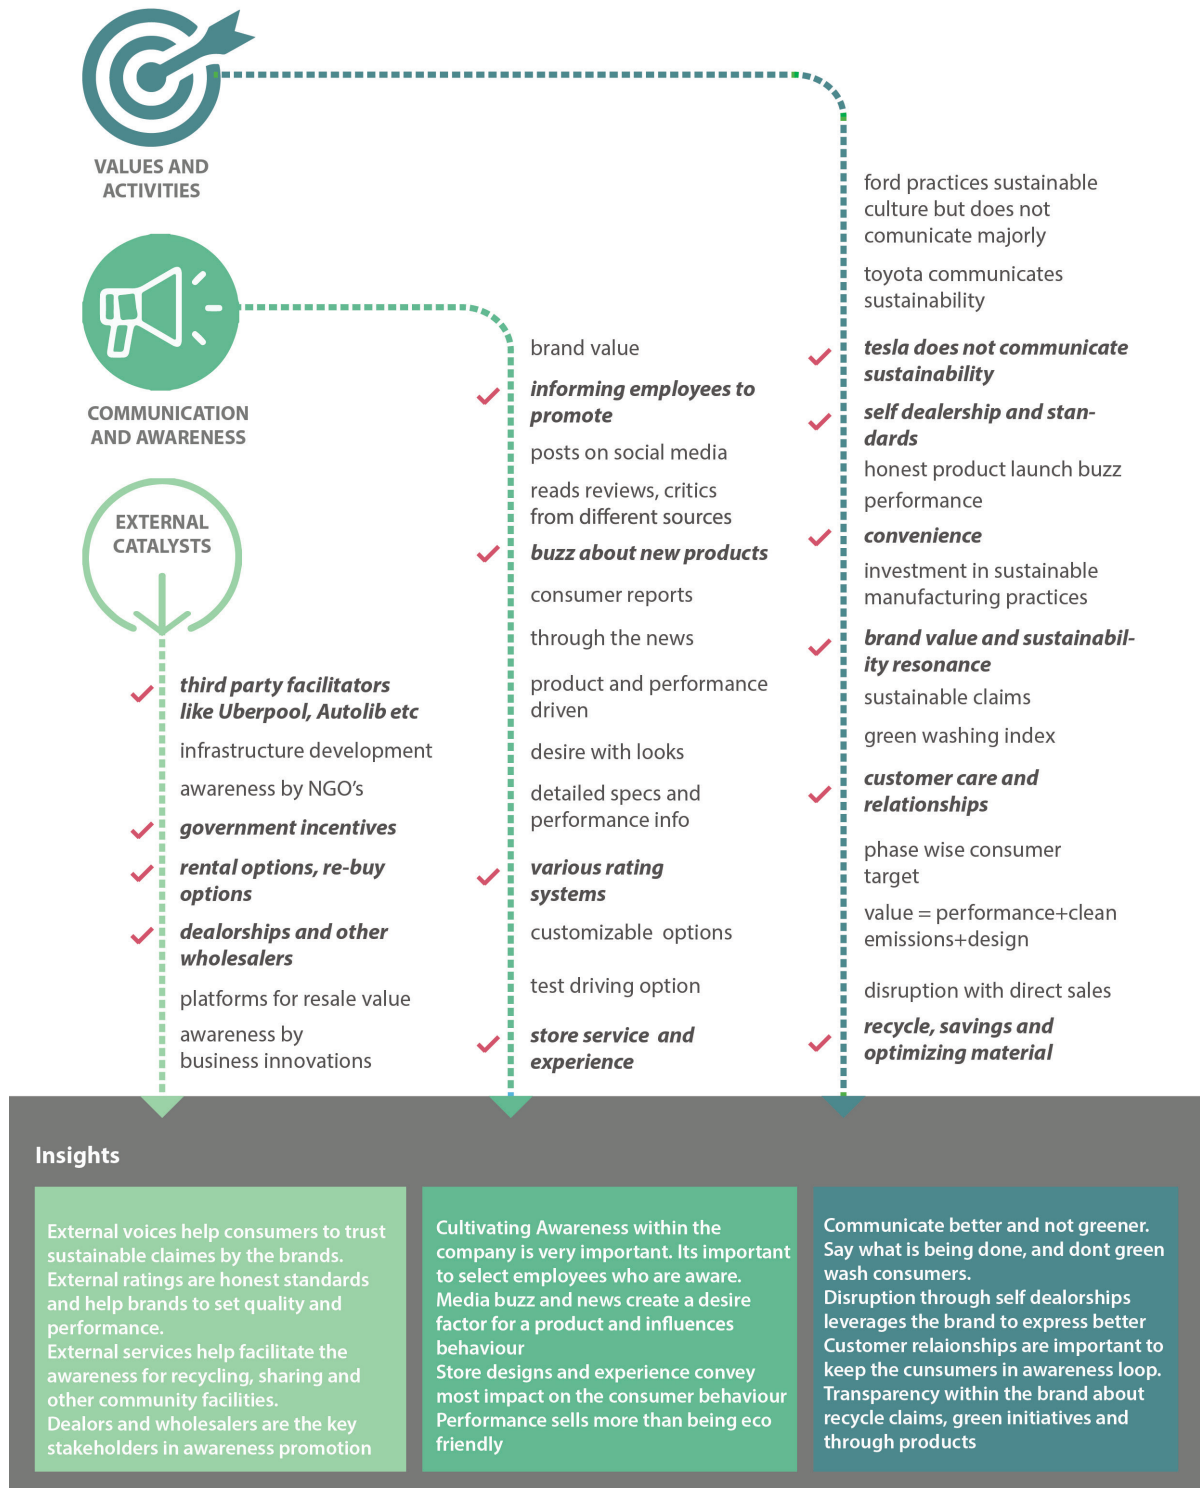 VALUES AND
ACTIVITIES
COMMUNICATION
AND AWARENESS
EXTERNAL
CATALYSTS
third party facilitators
like Uberpool, Autolib etc
infrastructure development
awareness by NGO's
government incentives
rental options, re-buy
options
dealorships and other
wholesalers
platforms for resale value
awareness by
business innovations
brand value
informing employees to
promote
posts on social media
reads reviews, critics
from different sources
buzz about new products
consumer reports
through the news
product and performance
driven
desire with looks
detailed specs and
performance info
various rating
systems
customizable options
test driving option
store service and
experience
ford practices sustainable
culture but does not
comunicate majorly
toyota communicates
sustainability
tesla does not communicate
sustainability
self dealership and stan-
dards
honest product launch buzz
performance
convenience
investment in sustainable
manufacturing practices
brand value and sustainabil-
ity resonance
sustainable claims
green washing index
customer care and
relationships
phase wise consumer
target
value = performance+clean
emissions+design
disruption with direct sales
recycle, savings and
optimizing material
Insights
External voices help consumers to trust
sustainable claimes by the brands.
External ratings are honest standards
and help brands to set quality and
performance.
External services help facilitate the
awareness for recycling, sharing and
other community facilities.
Dealors and wholesalers are the key
stakeholders in awareness promotion
Cultivating Awareness within the
company is very important. Its important
to select employees who are aware.
Media buzz and news create a desire
factor for a product and influences
behaviour
Store designs and experience convey
most impact on the consumer behaviour
Performance sells more than being eco
friendly
Communicate better and not greener.
Say what is being done, and dont green
wash consumers.
Disruption through self dealorships
leverages the brand to express better
Customer relaionships are important to
keep the cunsumers in awareness loop.
Transparency within the brand about
recycle claims, green initiatives and
through products